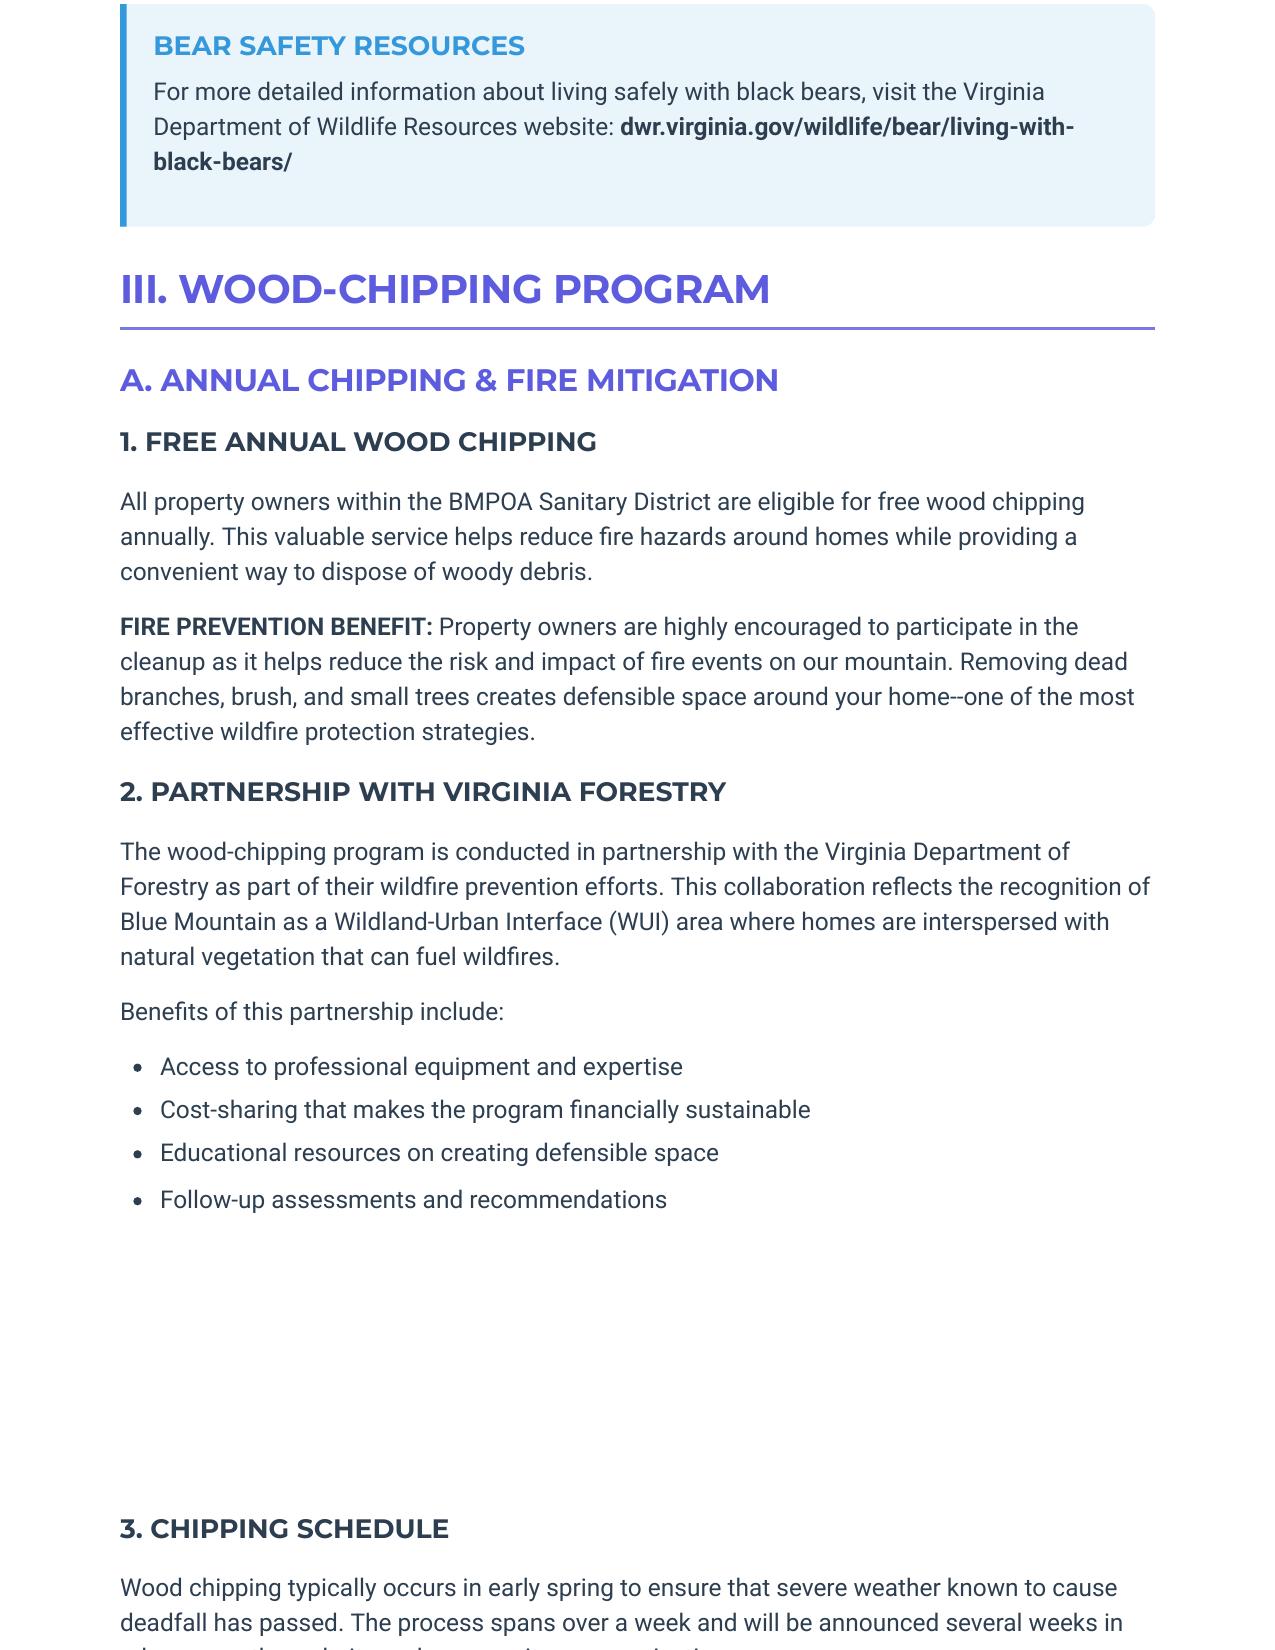 BEAR SAFETY RESOURCES
For more detailed information about living safely with black bears, visit the Virginia
Department of Wildlife Resources website: dwr.virginia.gov/wildlife/bear/living-with-
black-bears/
III. WOOD-CHIPPING PROGRAM
A. ANNUAL CHIPPING & FIRE MITIGATION
1. FREE ANNUAL WOOD CHIPPING
All property owners within the BMPOA Sanitary District are eligible for free wood chipping
annually. This valuable service helps reduce fire hazards around homes while providing a
convenient way to dispose of woody debris.
FIRE PREVENTION BENEFIT: Property owners are highly encouraged to participate in the
cleanup as it helps reduce the risk and impact of fire events on our mountain. Removing dead
branches, brush, and small trees creates defensible space around your home--one of the most
effective wildfire protection strategies.
2. PARTNERSHIP WITH VIRGINIA FORESTRY
The wood-chipping program is conducted in partnership with the Virginia Department of
Forestry as part of their wildfire prevention efforts. This collaboration reflects the recognition of
Blue Mountain as a Wildland-Urban Interface (WUI) area where homes are interspersed with
natural vegetation that can fuel wildfires.
Benefits of this partnership include:
• Access to professional equipment and expertise
• Cost-sharing that makes the program financially sustainable
• Educational resources on creating defensible space
• Follow-up assessments and recommendations
3. CHIPPING SCHEDULE
Wood chipping typically occurs in early spring to ensure that severe weather known to cause
deadfall has passed. The process spans over a week and will be announced several weeks in